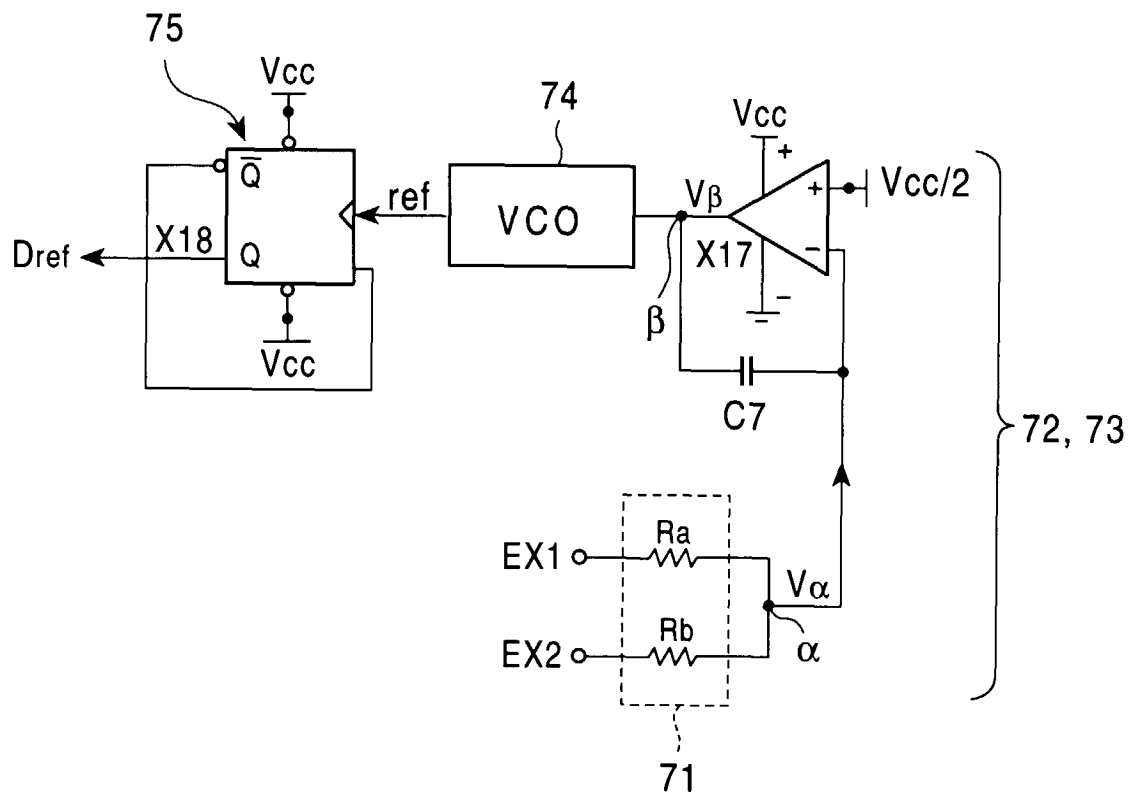 75
Vcc
74
Vcc
+
Q̅
ref
VCO
Vβ
+
Vcc/2
Dref
X18
Q
X17
−
−
β
Vcc
C7
72, 73
EX1
Ra
Vα
EX2
Rb
α
71